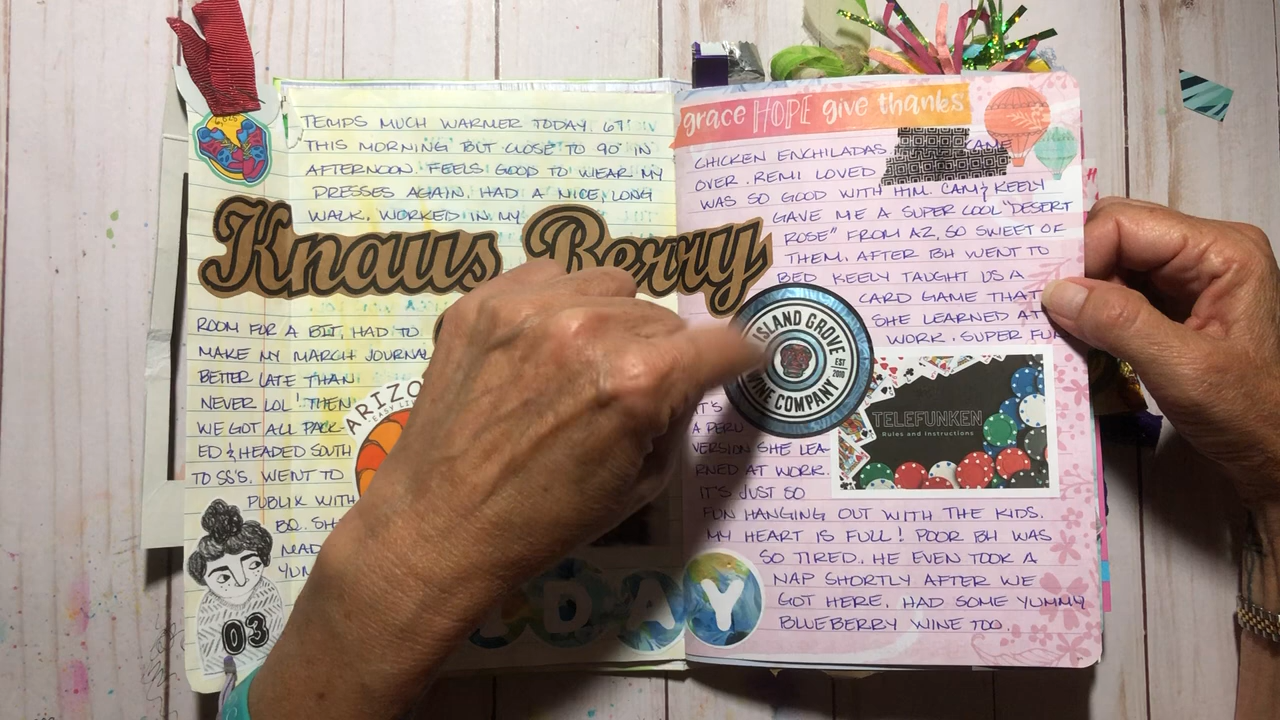 TEMPS MUCH WARMER TODAY. 67°
THIS MORNING BUT CLOSE TO 90° IN
AFTERNOON. FEELS GOOD TO WEAR MY
DRESSES AGAIN. HAD A NICE, LONG
WALK. WORKED IN MY
Knaus Berry
ROOM FOR A BIT, HAD TO
MAKE MY MARCH JOURNAL
BETTER LATE THAN
NEVER LOL! THEN
WE GOT ALL PACK-
ED & HEADED SOUTH
TO SS'S. WENT TO
PUBLIX WITH
BQ. SH
MAD
YUM
ARIZO
EASY LI
03
DAY
grace HOPE give thanks
CHICKEN ENCHILADAS CAME
OVER. REMI LOVED
WAS SO GOOD WITH HIM. CAM & KEELY
GAVE ME A SUPER COOL "DESERT
ROSE" FROM AZ, SO SWEET OF
THEM. AFTER BH WENT TO
BED KEELY TAUGHT US A
CARD GAME THAT
SHE LEARNED AT
WORK. SUPER FUN
ISLAND GROVE
WINE COMPANY
EST
2010
TELEFUNKEN
Rules and Instructions
IT'S
A PERU
VERSION SHE LEA-
RNED AT WORK.
IT'S JUST SO
FUN HANGING OUT WITH THE KIDS.
MY HEART IS FULL! POOR BH WAS
SO TIRED. HE EVEN TOOK A
NAP SHORTLY AFTER WE
GOT HERE. HAD SOME YUMMY
BLUEBERRY WINE TOO.